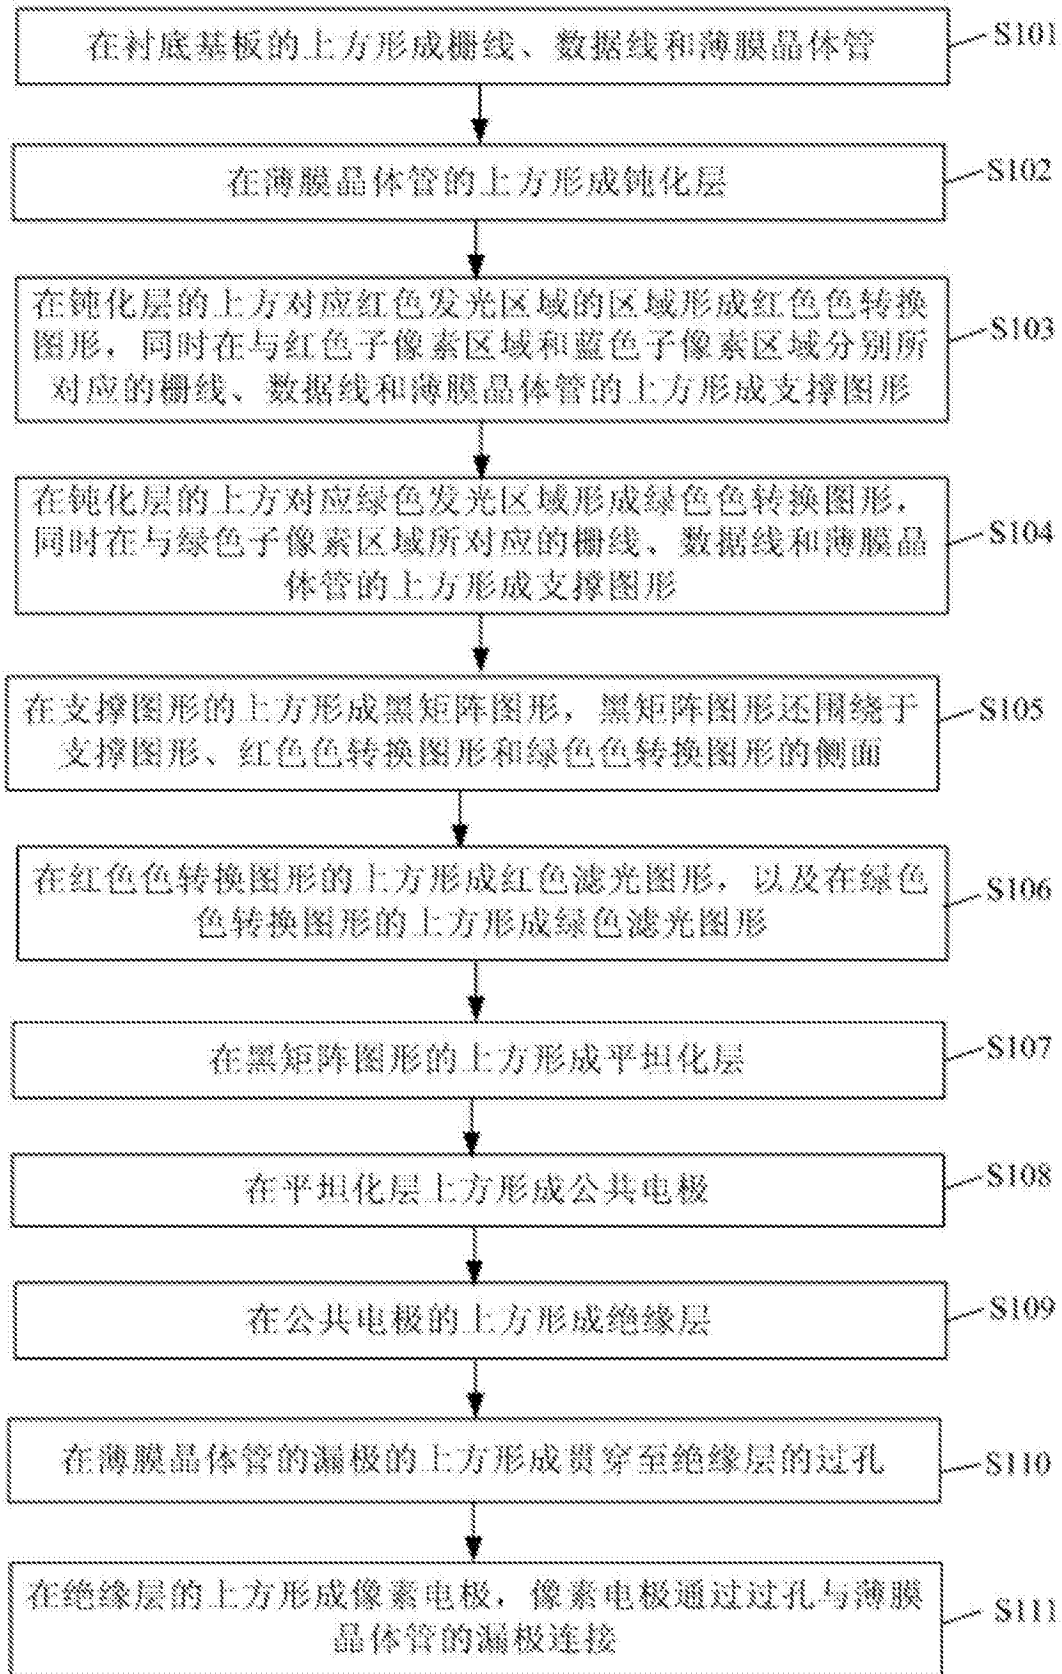 在衬底基板的上方形成栅线、数据线和薄膜晶体管
S101
在薄膜晶体管的上方形成钝化层
S102
在钝化层的上方对应红色发光区域的区域形成红色色转换
图形，同时在与红色子像素区域和蓝色子像素区域分别所
对应的栅线、数据线和薄膜晶体管的上方形成支撑图形
S103
在钝化层的上方对应绿色发光区域形成绿色色转换图形，
同时在与绿色子像素区域所对应的栅线、数据线和薄膜晶
体管的上方形成支撑图形
S104
在支撑图形的上方形成黑矩阵图形，黑矩阵图形还围绕于
支撑图形、红色色转换图形和绿色色转换图形的侧面
S105
在红色色转换图形的上方形成红色滤光图形，以及在绿色
色转换图形的上方形成绿色滤光图形
S106
在黑矩阵图形的上方形成平坦化层
S107
在平坦化层上方形成公共电极
S108
在公共电极的上方形成绝缘层
S109
在薄膜晶体管的漏极的上方形成贯穿至绝缘层的过孔
S110
在绝缘层的上方形成像素电极，像素电极通过过孔与薄膜
晶体管的漏极连接
S111